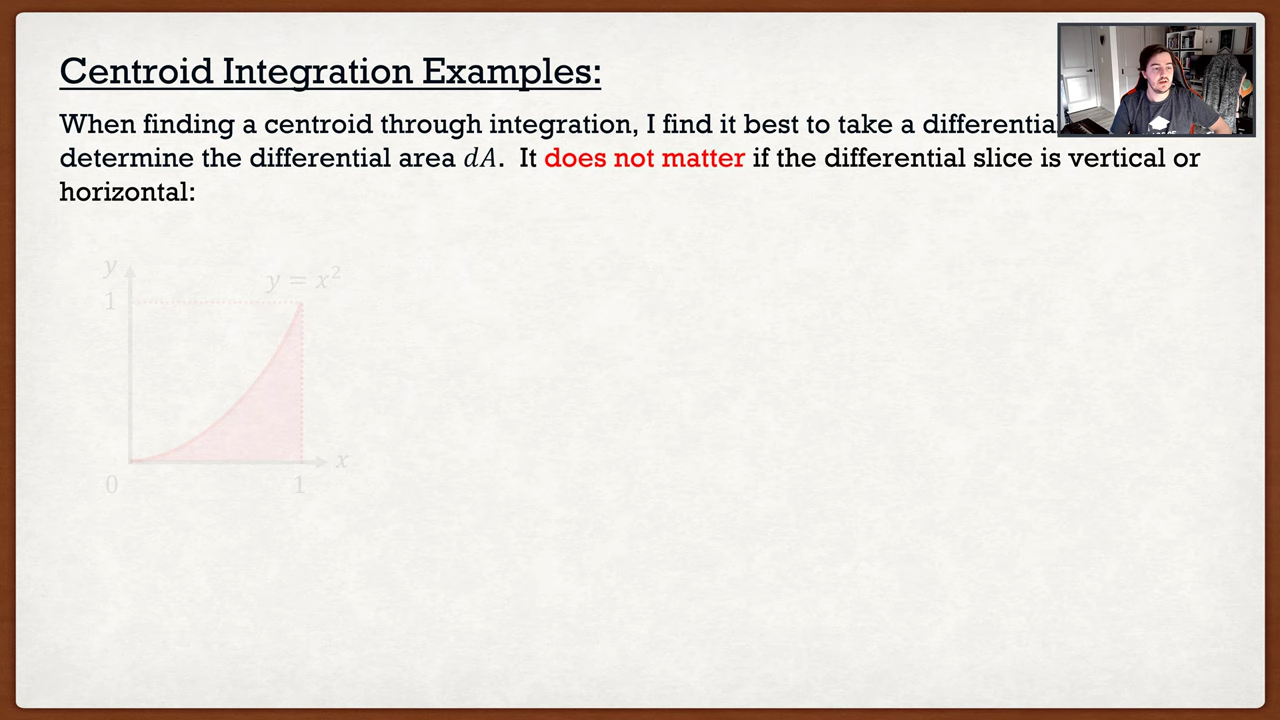 Centroid Integration Examples:
When finding a centroid through integration, I find it best to take a differential
determine the differential area dA. It does not matter if the differential slice is vertical or
horizontal:
y
y = x²
1
x
0
1